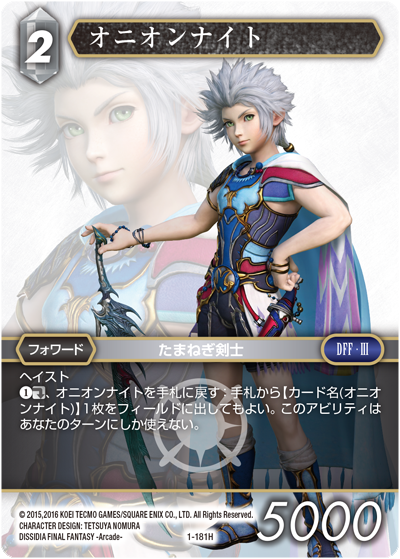 2
オニオンナイト
フォワード
たまねぎ剣士
DFF・III
ヘイスト
❶、オニオンナイトを手札に戻す:手札から【カード名(オニオ
ンナイト)】1枚をフィールドに出してもよい。このアビリティは
あなたのターンにしか使えない。
© 2015,2016 KOEI TECMO GAMES/SQUARE ENIX CO., LTD. All Rights Reserved.
CHARACTER DESIGN: TETSUYA NOMURA
DISSIDIA FINAL FANTASY -Arcade-
1-181H
5000